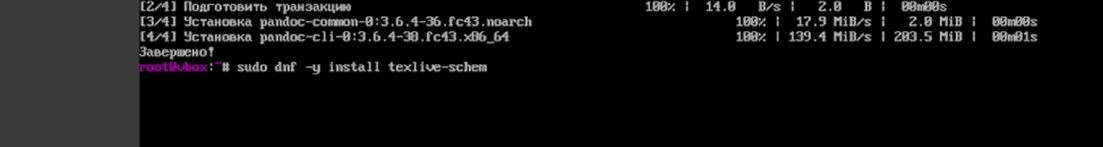 [2/4] Подготовить транзакцию 100% | 14.0 B/s | 2.0 B | 00m00s
[3/4] Установка pandoc-common-0:3.6.4-36.fc43.noarch 100% | 17.9 MiB/s | 2.0 MiB | 00m00s
[4/4] Установка pandoc-cli-0:3.6.4-38.fc43.x86_64 100% | 139.4 MiB/s | 203.5 MiB | 00m01s
Завершено!
root@vbox:~# sudo dnf -y install texlive-schem